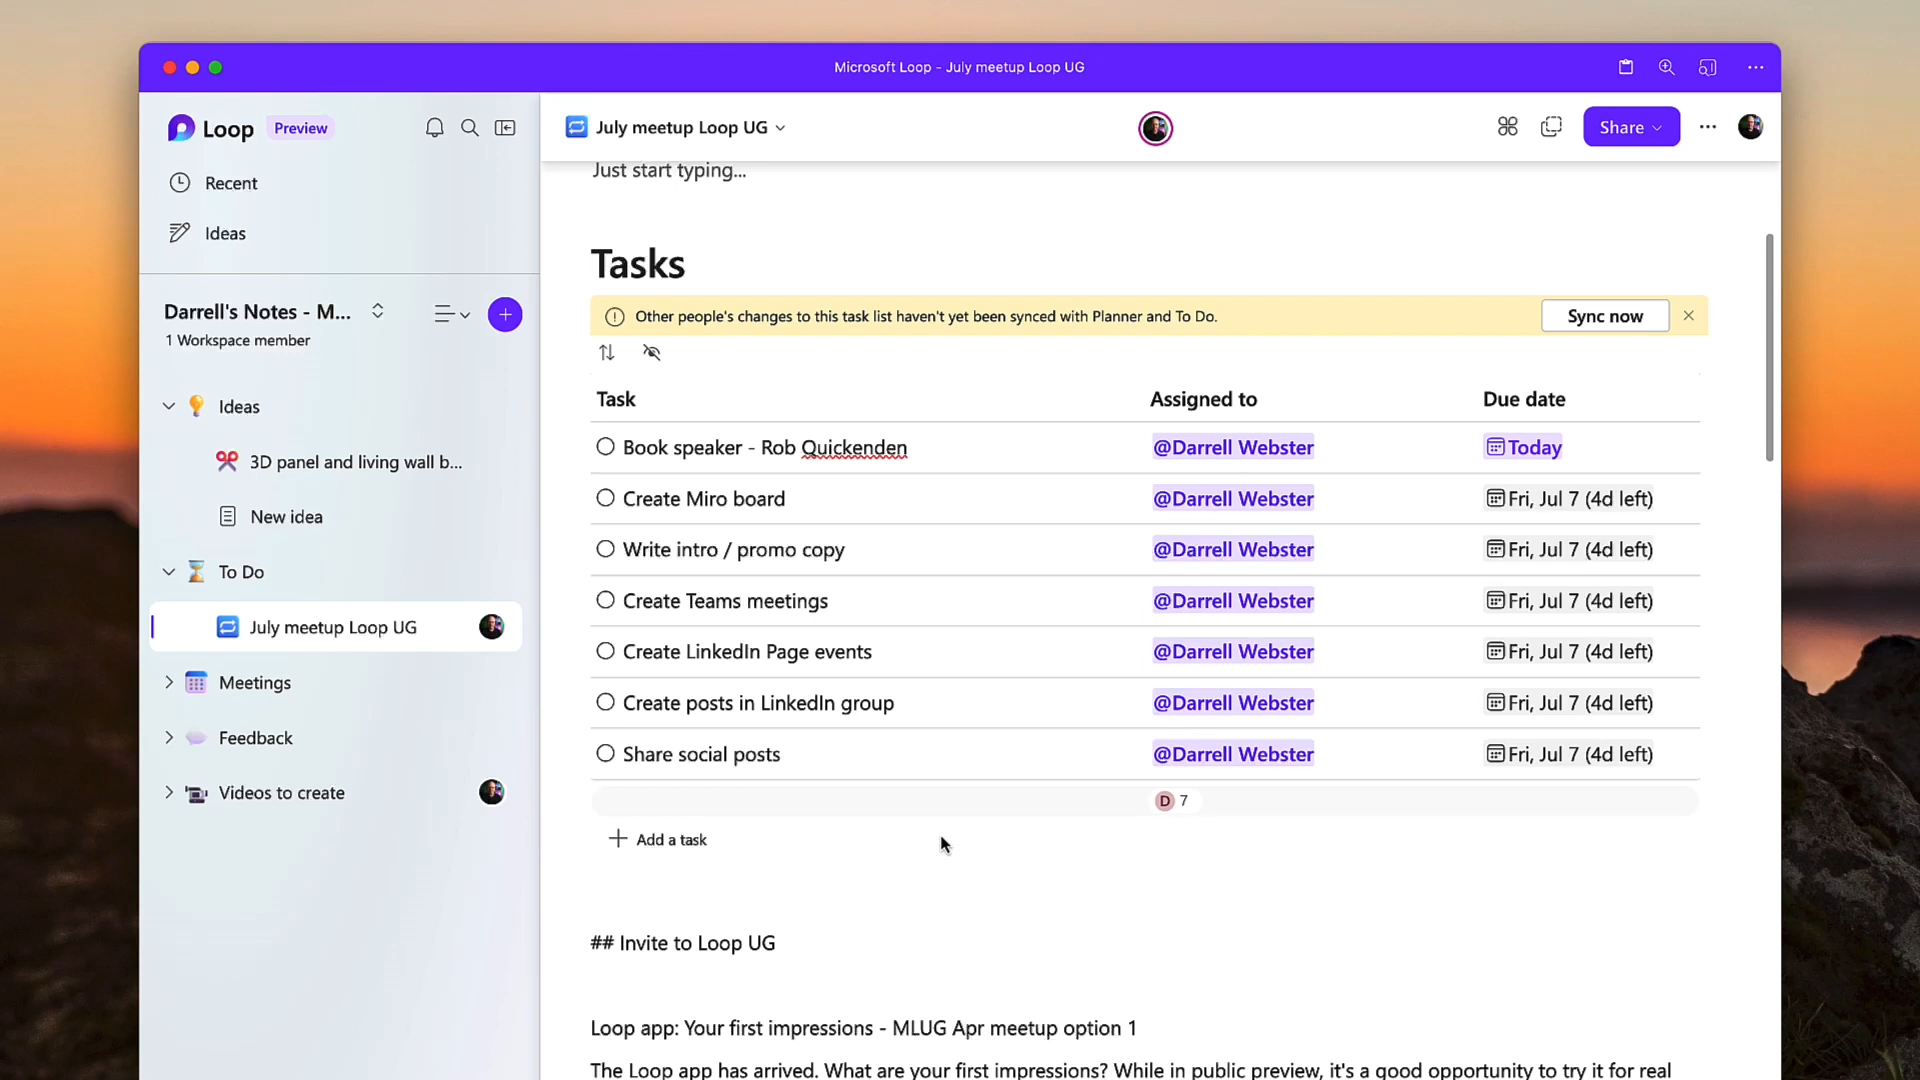 Microsoft Loop - July meetup Loop UG
Loop Preview
July meetup Loop UG
Share
Recent
Ideas
Darrell's Notes - M...
1 Workspace member
Ideas
3D panel and living wall b...
New idea
To Do
July meetup Loop UG
Meetings
Feedback
Videos to create
Just start typing...
Tasks
Other people's changes to this task list haven't yet been synced with Planner and To Do.
Sync now
Task Assigned to Due date
Book speaker - Rob Quickenden @Darrell Webster Today
Create Miro board @Darrell Webster Fri, Jul 7 (4d left)
Write intro / promo copy @Darrell Webster Fri, Jul 7 (4d left)
Create Teams meetings @Darrell Webster Fri, Jul 7 (4d left)
Create LinkedIn Page events @Darrell Webster Fri, Jul 7 (4d left)
Create posts in LinkedIn group @Darrell Webster Fri, Jul 7 (4d left)
Share social posts @Darrell Webster Fri, Jul 7 (4d left)
D 7
Add a task
## Invite to Loop UG
Loop app: Your first impressions - MLUG Apr meetup option 1
The Loop app has arrived. What are your first impressions? While in public preview, it's a good opportunity to try it for real